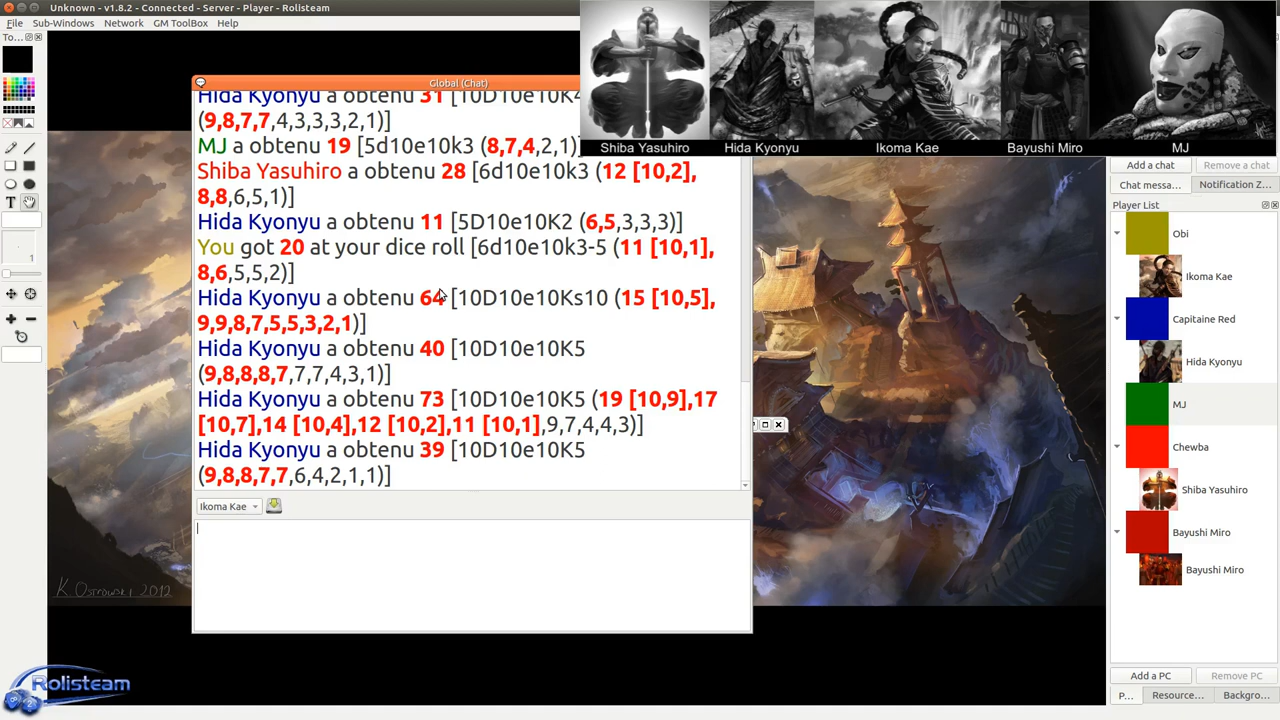 Unknown - v1.8.2 - Connected - Server - Player - Rolisteam
File Sub-Windows Network GM ToolBox Help
To...
Shiba Yasuhiro Hida Kyonyu Ikoma Kae Bayushi Miro MJ
Global (Chat)
Hida Kyonyu a obtenu 31 [10D10e10K4
(9,8,7,7,4,3,3,3,2,1)]
MJ a obtenu 19 [5d10e10k3 (8,7,4,2,1)]
Shiba Yasuhiro a obtenu 28 [6d10e10k3 (12 [10,2],
8,8,6,5,1)]
Hida Kyonyu a obtenu 11 [5D10e10K2 (6,5,3,3,3)]
You got 20 at your dice roll [6d10e10k3-5 (11 [10,1],
8,6,5,5,2)]
Hida Kyonyu a obtenu 64 [10D10e10Ks10 (15 [10,5],
9,9,8,7,5,5,3,2,1)]
Hida Kyonyu a obtenu 40 [10D10e10K5
(9,8,8,8,7,7,7,4,3,1)]
Hida Kyonyu a obtenu 73 [10D10e10K5 (19 [10,9],17
[10,7],14 [10,4],12 [10,2],11 [10,1],9,7,4,4,3)]
Hida Kyonyu a obtenu 39 [10D10e10K5
(9,8,8,7,7,6,4,2,1,1)]
Ikoma Kae
T
1
Add a chat Remove a chat
Chat messa... Notification Z...
Player List
Obi
Ikoma Kae
Capitaine Red
Hida Kyonyu
MJ
Chewba
Shiba Yasuhiro
Bayushi Miro
Bayushi Miro
Add a PC Remove PC
P... Resource... Backgro...
K. OSTROWSKI 2012
Rolisteam